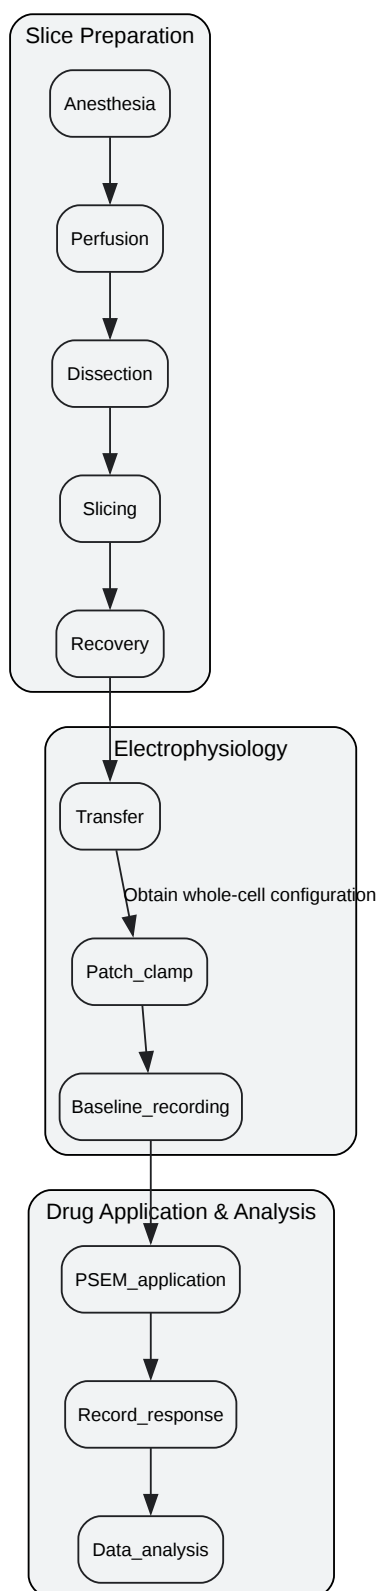 Slice Preparation
Anesthesia
Perfusion
Dissection
Slicing
Recovery
Electrophysiology
Transfer
Obtain whole-cell configuration
Patch_clamp
Baseline_recording
Drug Application & Analysis
PSEM_application
Record_response
Data_analysis